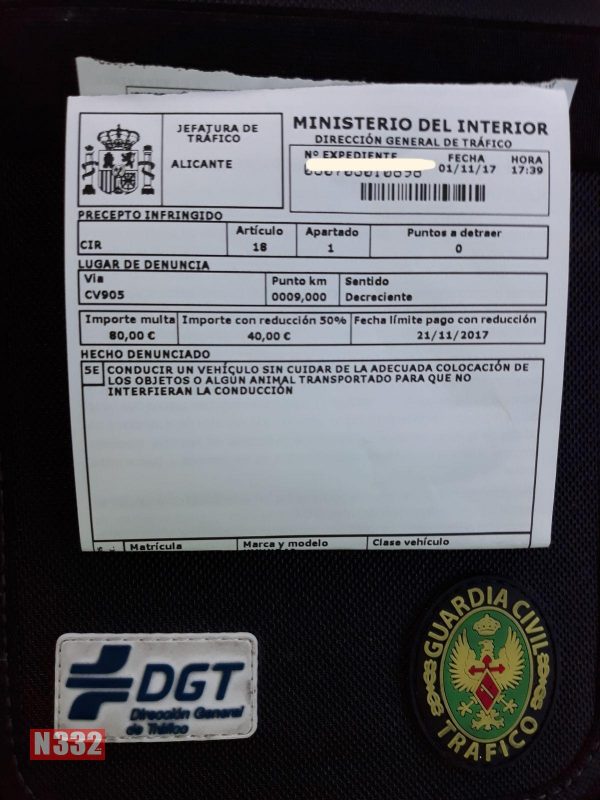 JEFATURA DE
TRÁFICO
ALICANTE
MINISTERIO DEL INTERIOR
DIRECCIÓN GENERAL DE TRÁFICO
Nº EXPEDIENTE
FECHA
HORA
01/11/17
17:39
PRECEPTO INFRINGIDO
CIR
Artículo
18
Apartado
1
Puntos a detraer
0
LUGAR DE DENUNCIA
Via
CV905
Punto km
0009,000
Sentido
Decreciente
Importe multa
80,00 €
Importe con reducción 50%
40,00 €
Fecha límite pago con reducción
21/11/2017
HECHO DENUNCIADO
5E
CONDUCIR UN VEHÍCULO SIN CUIDAR DE LA ADECUADA COLOCACIÓN DE
LOS OBJETOS O ALGÚN ANIMAL TRANSPORTADO PARA QUE NO
INTERFIERAN LA CONDUCCIÓN
Matrícula
Marca y modelo
Clase vehículo
DGT
Dirección General
de Tráfico
N332
GUARDIA CIVIL
TRAFICO